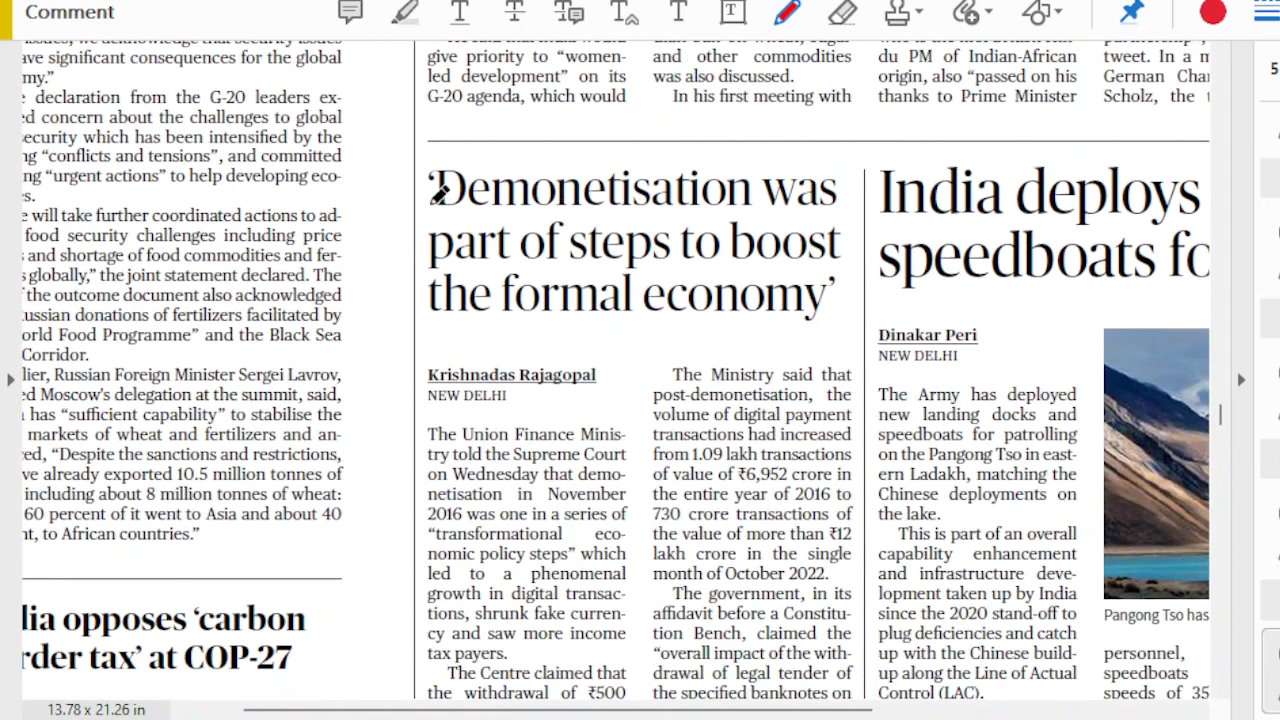 Comment
ave significant consequences for the global
my.”
declaration from the G-20 leaders ex-
ed concern about the challenges to global
security which has been intensified by the
ng “conflicts and tensions”, and committed
ng “urgent actions” to help developing eco-
s.
e will take further coordinated actions to ad-
food security challenges including price
s and shortage of food commodities and fer-
s globally,” the joint statement declared. The
f the outcome document also acknowledged
ussian donations of fertilizers facilitated by
orld Food Programme” and the Black Sea
Corridor.
lier, Russian Foreign Minister Sergei Lavrov,
ed Moscow's delegation at the summit, said,
has “sufficient capability” to stabilise the
markets of wheat and fertilizers and an-
ed, “Despite the sanctions and restrictions,
ve already exported 10.5 million tonnes of
including about 8 million tonnes of wheat:
60 percent of it went to Asia and about 40
nt, to African countries.”
dia opposes ‘carbon
rder tax’ at COP-27
give priority to “women-
led development” on its
G-20 agenda, which would
and other commodities
was also discussed.
In his first meeting with
du PM of Indian-African
origin, also “passed on his
thanks to Prime Minister
tweet. In a m
German Chan
Scholz, the t
‘Demonetisation was
part of steps to boost
the formal economy’
Krishnadas Rajagopal
NEW DELHI
The Union Finance Minis-
try told the Supreme Court
on Wednesday that demo-
netisation in November
2016 was one in a series of
“transformational eco-
nomic policy steps” which
led to a phenomenal
growth in digital transac-
tions, shrunk fake curren-
cy and saw more income
tax payers.
The Centre claimed that
the withdrawal of ₹500
The Ministry said that
post-demonetisation, the
volume of digital payment
transactions had increased
from 1.09 lakh transactions
of value of ₹6,952 crore in
the entire year of 2016 to
730 crore transactions of
the value of more than ₹12
lakh crore in the single
month of October 2022.
The government, in its
affidavit before a Constitu-
tion Bench, claimed the
“overall impact of the with-
drawal of legal tender of
the specified banknotes on
India deploys
speedboats fo
Dinakar Peri
NEW DELHI
The Army has deployed
new landing docks and
speedboats for patrolling
on the Pangong Tso in east-
ern Ladakh, matching the
Chinese deployments on
the lake.
This is part of an overall
capability enhancement
and infrastructure deve-
lopment taken up by India
since the 2020 stand-off to
plug deficiencies and catch
up with the Chinese build-
up along the Line of Actual
Control (LAC).
Pangong Tso has
personnel,
speedboats
speeds of 35
13.78 x 21.26 in
5